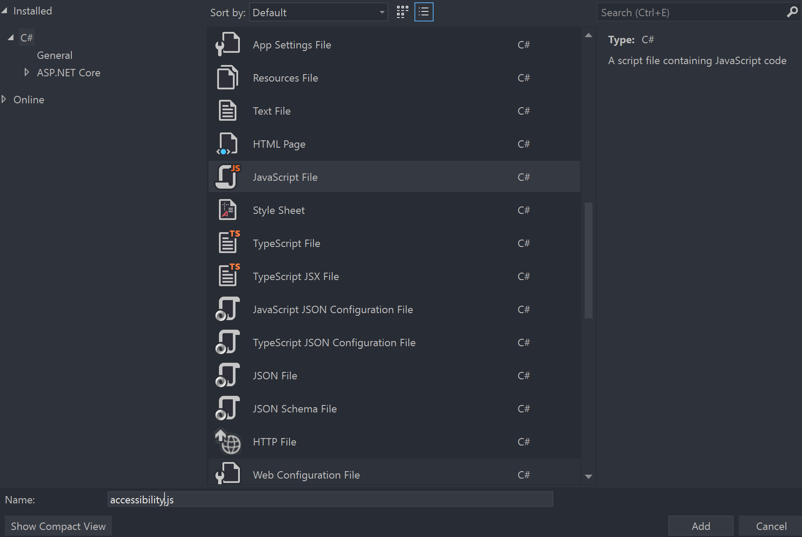 Installed
Sort by: Default
Search (Ctrl+E)
C#
General
ASP.NET Core
Online
App Settings File C#
Resources File C#
Text File C#
HTML Page C#
JS
JavaScript File C#
Style Sheet C#
TS
TypeScript File C#
TS
TypeScript JSX File C#
JavaScript JSON Configuration File C#
TypeScript JSON Configuration File C#
JSON File C#
JSON Schema File C#
HTTP File C#
Web Configuration File C#
Type: C#
A script file containing JavaScript code
Name: accessibility.js
Show Compact View
Add
Cancel